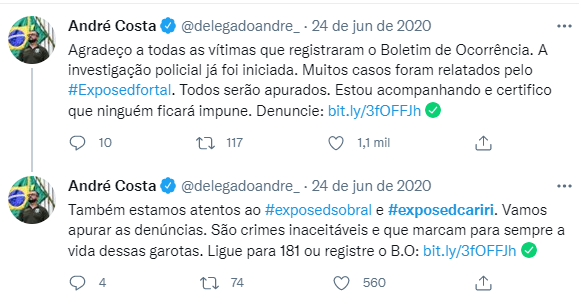 André Costa @delegadoandre_ · 24 de jun de 2020
Agradeço a todas as vítimas que registraram o Boletim de Ocorrência. A
investigação policial já foi iniciada. Muitos casos foram relatados pelo
#Exposedfortal. Todos serão apurados. Estou acompanhando e certifico
que ninguém ficará impune. Denuncie: bit.ly/3fOFFJh ✅
10 117 1,1 mil
André Costa @delegadoandre_ · 24 de jun de 2020
Também estamos atentos ao #exposedsobral e #exposedcariri. Vamos
apurar as denúncias. São crimes inaceitáveis e que marcam para sempre a
vida dessas garotas. Ligue para 181 ou registre o B.O: bit.ly/3fOFFJh ✅
4 74 560